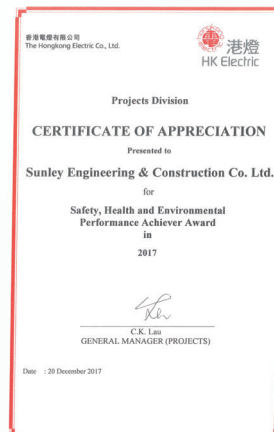 香港電燈有限公司
The Hongkong Electric Co., Ltd.
港燈
HK Electric
Projects Division
CERTIFICATE OF APPRECIATION
Presented to
Sunley Engineering & Construction Co. Ltd.
for
Safety, Health and Environmental
Performance Achiever Award
in
2017
C.K. Lau
GENERAL MANAGER (PROJECTS)
Date : 20 December 2017